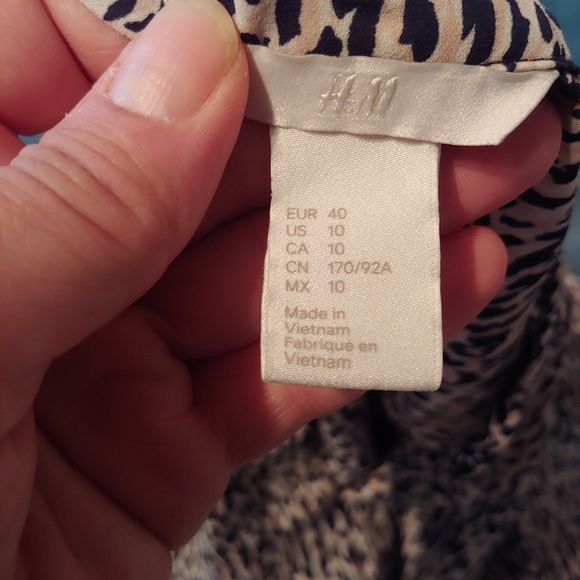 H&M
EUR 40
US 10
CA 10
CN 170/92A
MX 10
Made in
Vietnam
Fabriqué en
Vietnam